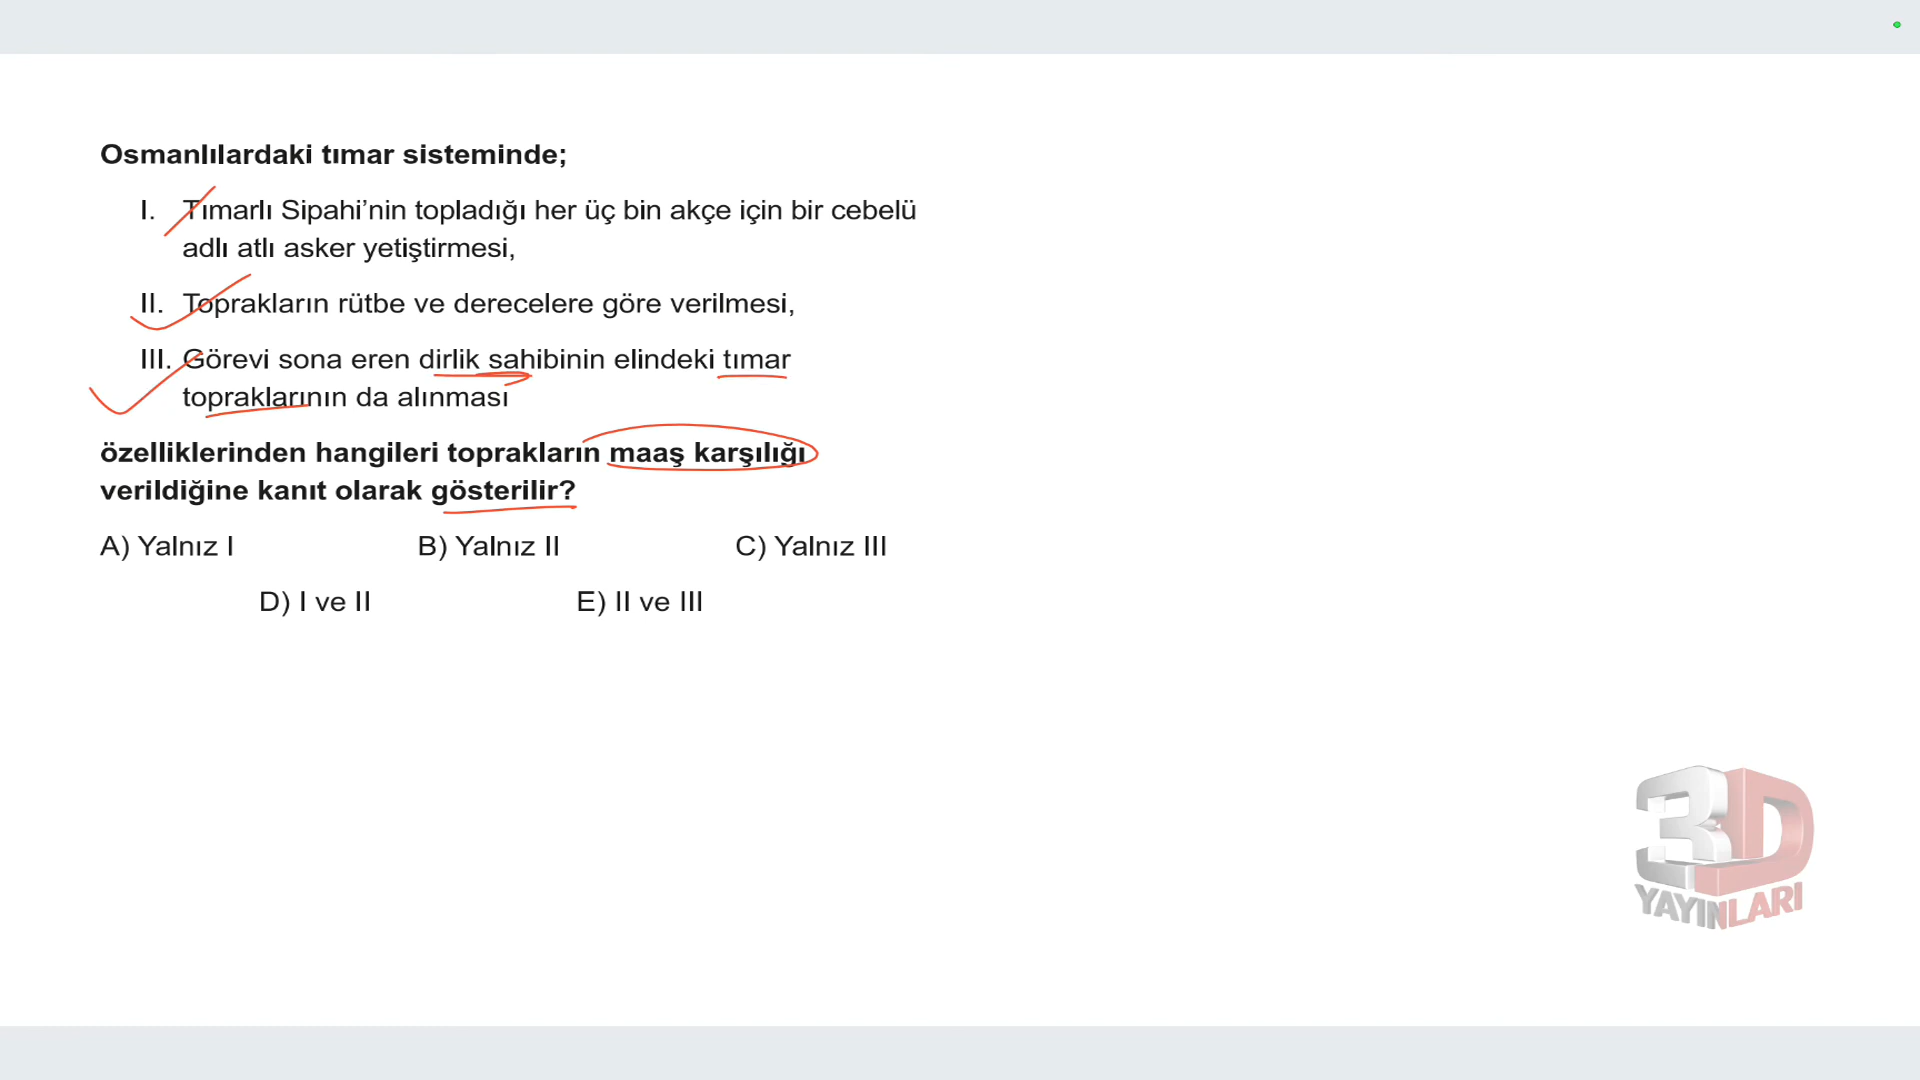 Osmanlılardaki tımar sisteminde;
I. Tımarlı Sipahi’nin topladığı her üç bin akçe için bir cebelü
adlı atlı asker yetiştirmesi,
II. Toprakların rütbe ve derecelere göre verilmesi,
III. Görevi sona eren dirlik sahibinin elindeki tımar
topraklarının da alınması
özelliklerinden hangileri toprakların maaş karşılığı
verildiğine kanıt olarak gösterilir?
A) Yalnız I B) Yalnız II C) Yalnız III
D) I ve II E) II ve III
3D
YAYINLARI